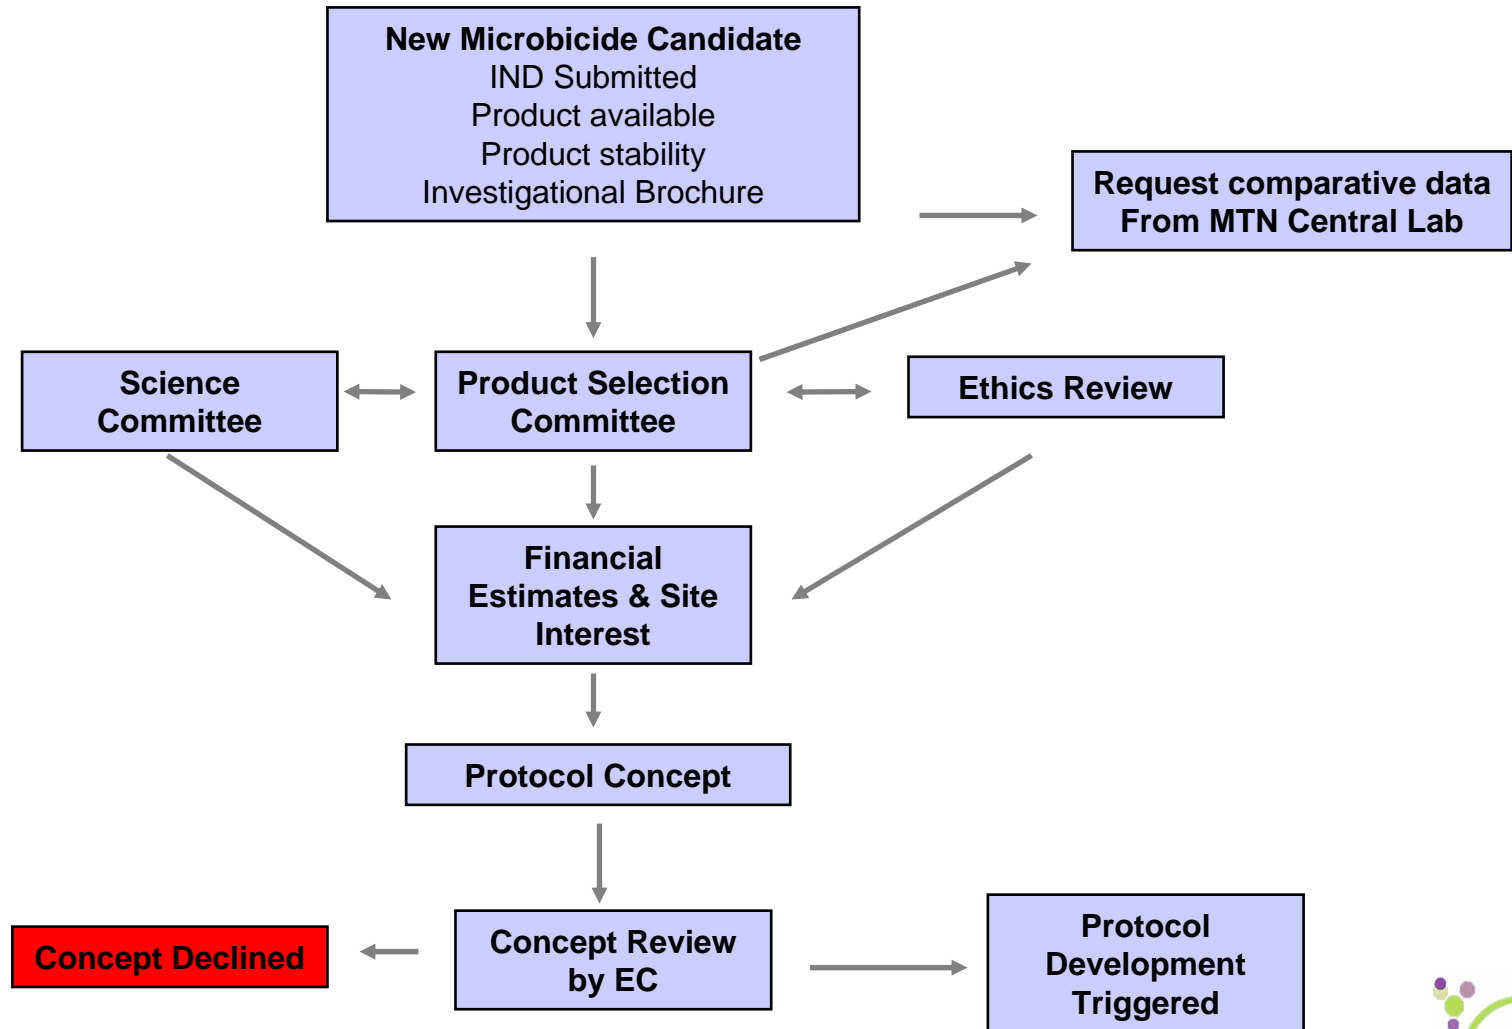 New Microbicide Candidate
IND Submitted
Product available
Product stability
Investigational Brochure
Request comparative data
From MTN Central Lab
Science
Committee
Product Selection
Committee
Ethics Review
Financial
Estimates & Site
Interest
Protocol Concept
Concept Declined
Concept Review
by EC
Protocol
Development
Triggered